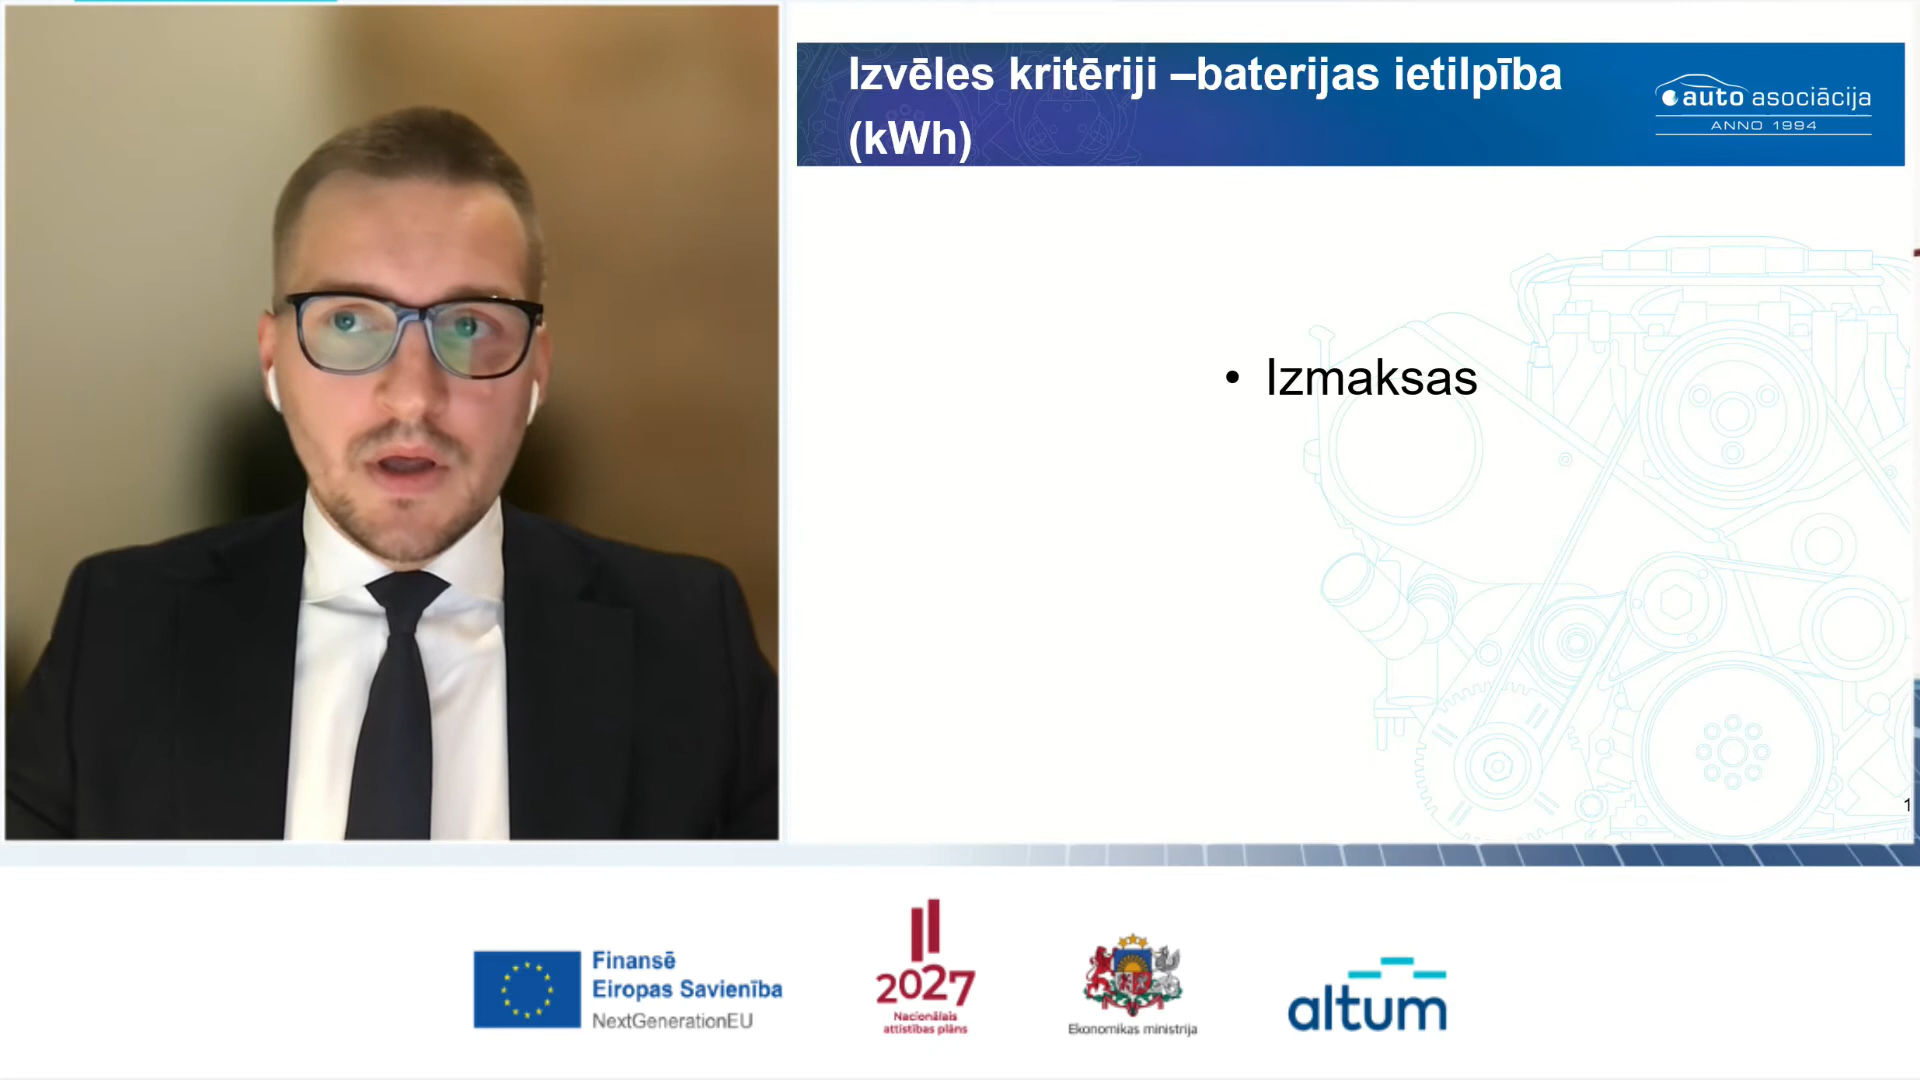 Izvēles kritēriji –baterijas ietilpība
(kWh)
auto asociācija
ANNO 1994
• Izmaksas
1
Finansē
Eiropas Savienība
NextGenerationEU
2027
Nacionālais
attīstības plāns
Ekonomikas ministrija
altum